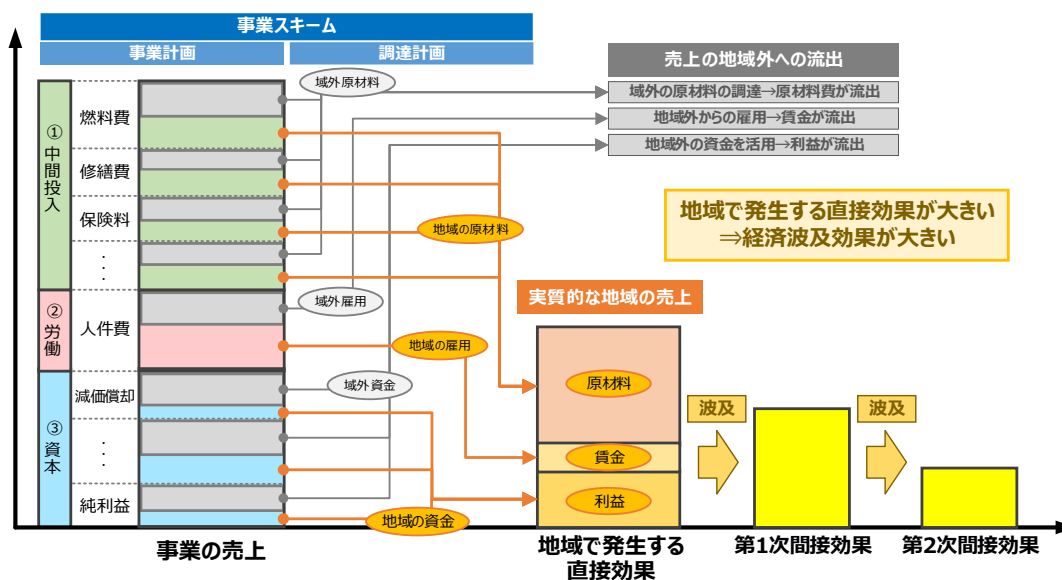 事業スキーム
事業計画
調達計画
売上の地域外への流出
域外の原材料の調達→原材料費が流出
地域外からの雇用→賃金が流出
地域外の資金を活用→利益が流出
①中間投入
燃料費
修繕費
保険料
・・・
域外原材料
地域の原材料
地域で発生する直接効果が大きい
⇒経済波及効果が大きい
②労働
人件費
域外雇用
地域の雇用
③資本
減価償却
・・・
純利益
域外資金
地域の資金
実質的な地域の売上
原材料
賃金
利益
波及
波及
事業の売上
地域で発生する
直接効果
第1次間接効果
第2次間接効果